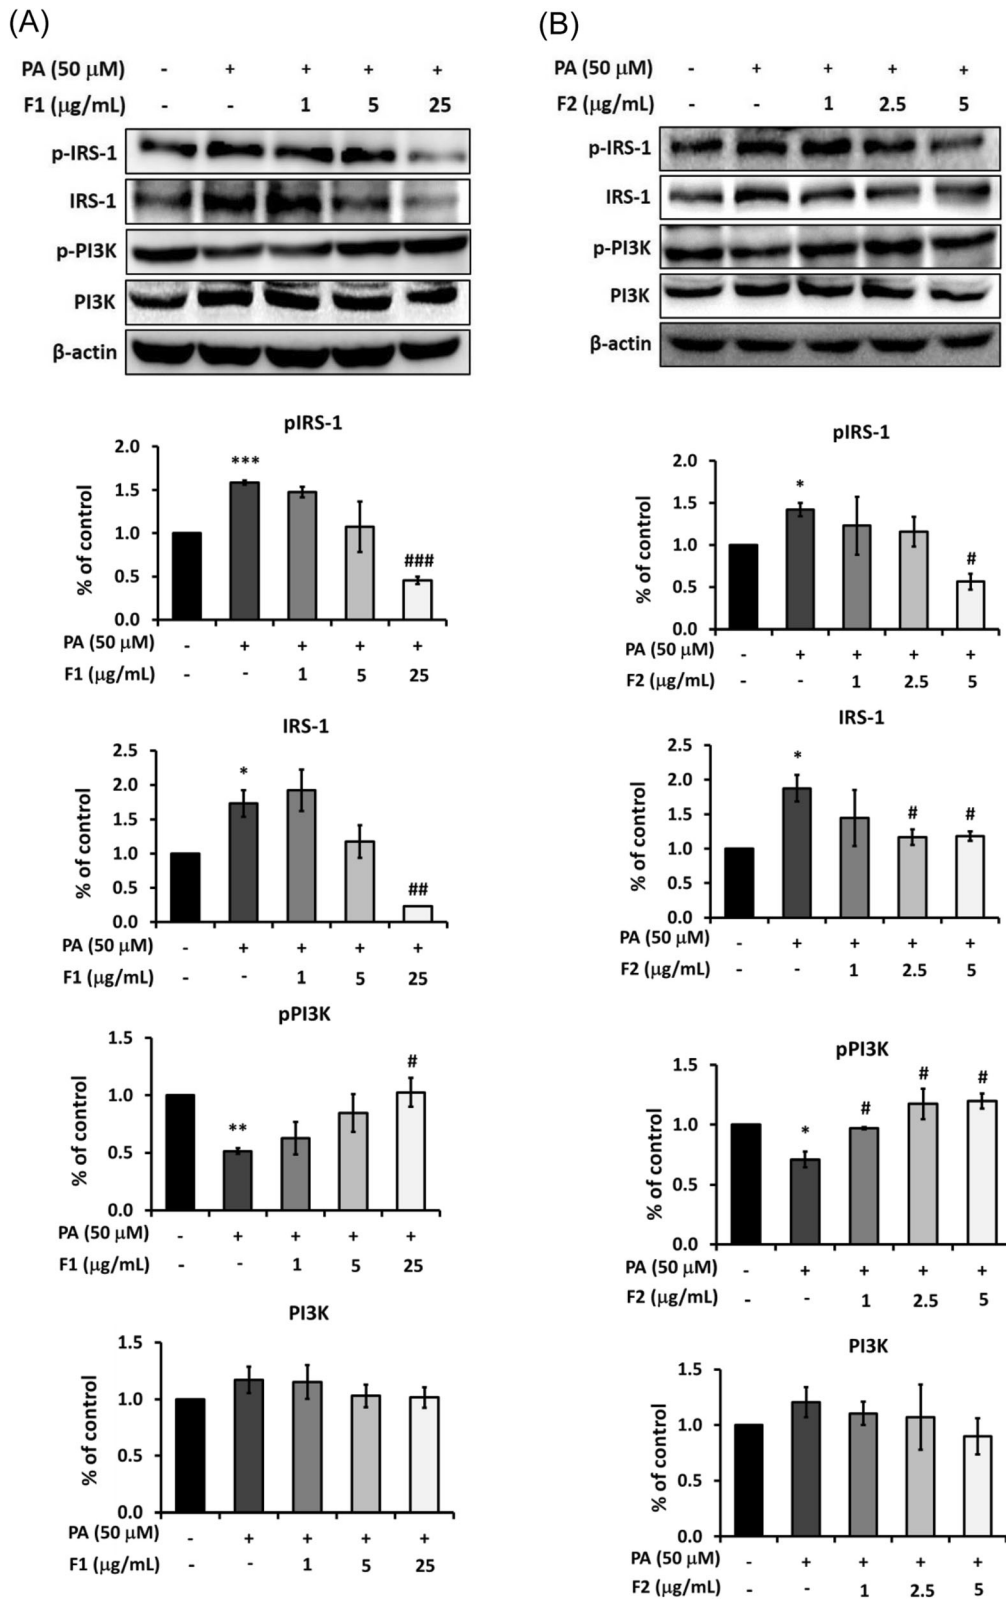 (A)
PA (50 μM) - + + + +
F1 (μg/mL) - - 1 5 25
p-IRS-1
IRS-1
p-PI3K
PI3K
β-actin
pIRS-1
% of control
2.0
1.5
1.0
0.5
0.0
***
###
PA (50 μM) - + + + +
F1 (μg/mL) - - 1 5 25
IRS-1
% of control
2.5
2.0
1.5
1.0
0.5
0.0
*
##
PA (50 μM) - + + + +
F1 (μg/mL) - - 1 5 25
pPI3K
% of control
1.5
1.0
0.5
0.0
**
#
PA (50 μM) - + + + +
F1 (μg/mL) - - 1 5 25
PI3K
% of control
1.5
1.0
0.5
0.0
PA (50 μM) - + + + +
F1 (μg/mL) - - 1 5 25
(B)
PA (50 μM) - + + + +
F2 (μg/mL) - - 1 2.5 5
p-IRS-1
IRS-1
p-PI3K
PI3K
β-actin
pIRS-1
% of control
2.0
1.5
1.0
0.5
0.0
*
#
PA (50 μM) - + + + +
F2 (μg/mL) - - 1 2.5 5
IRS-1
% of control
2.5
2.0
1.5
1.0
0.5
0.0
*
# #
PA (50 μM) - + + + +
F2 (μg/mL) - - 1 2.5 5
pPI3K
% of control
1.5
1.0
0.5
0.0
*
# # #
PA (50 μM) - + + + +
F2 (μg/mL) - - 1 2.5 5
PI3K
% of control
1.5
1.0
0.5
0.0
PA (50 μM) - + + + +
F2 (μg/mL) - - 1 2.5 5